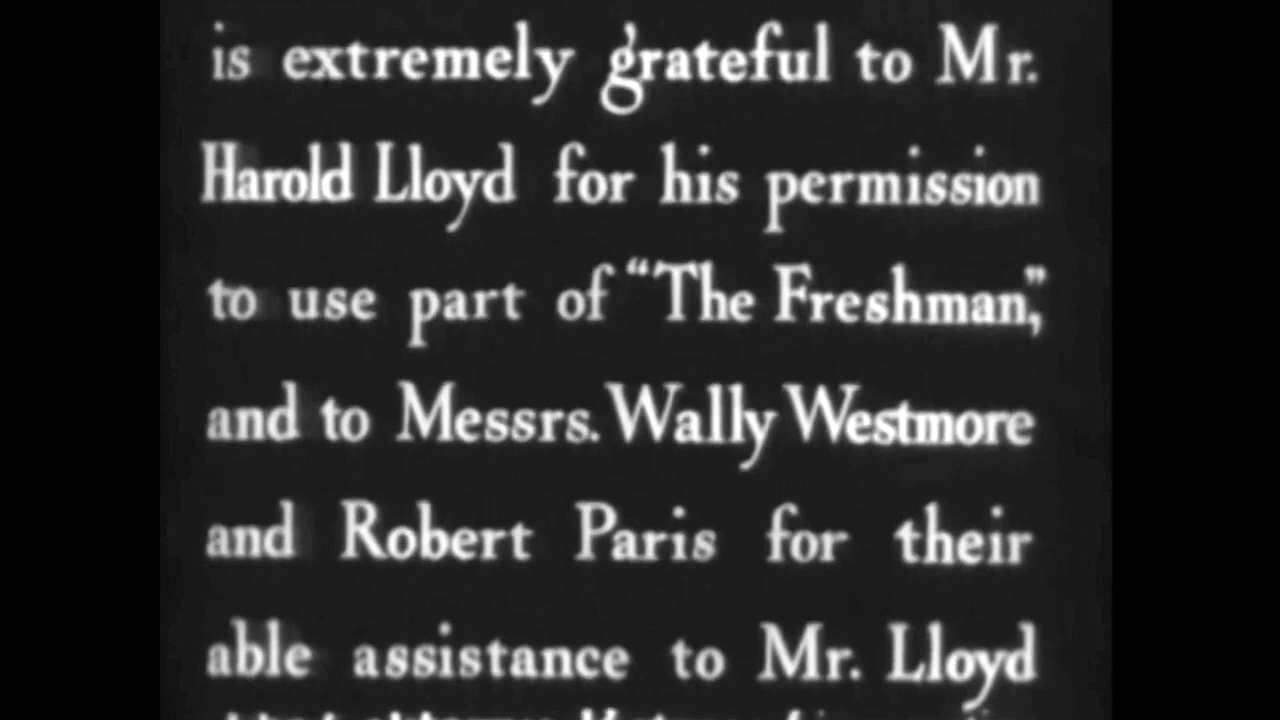 is extremely grateful to Mr.
Harold Lloyd for his permission
to use part of “The Freshman,”
and to Messrs. Wally Westmore
and Robert Paris for their
able assistance to Mr. Lloyd